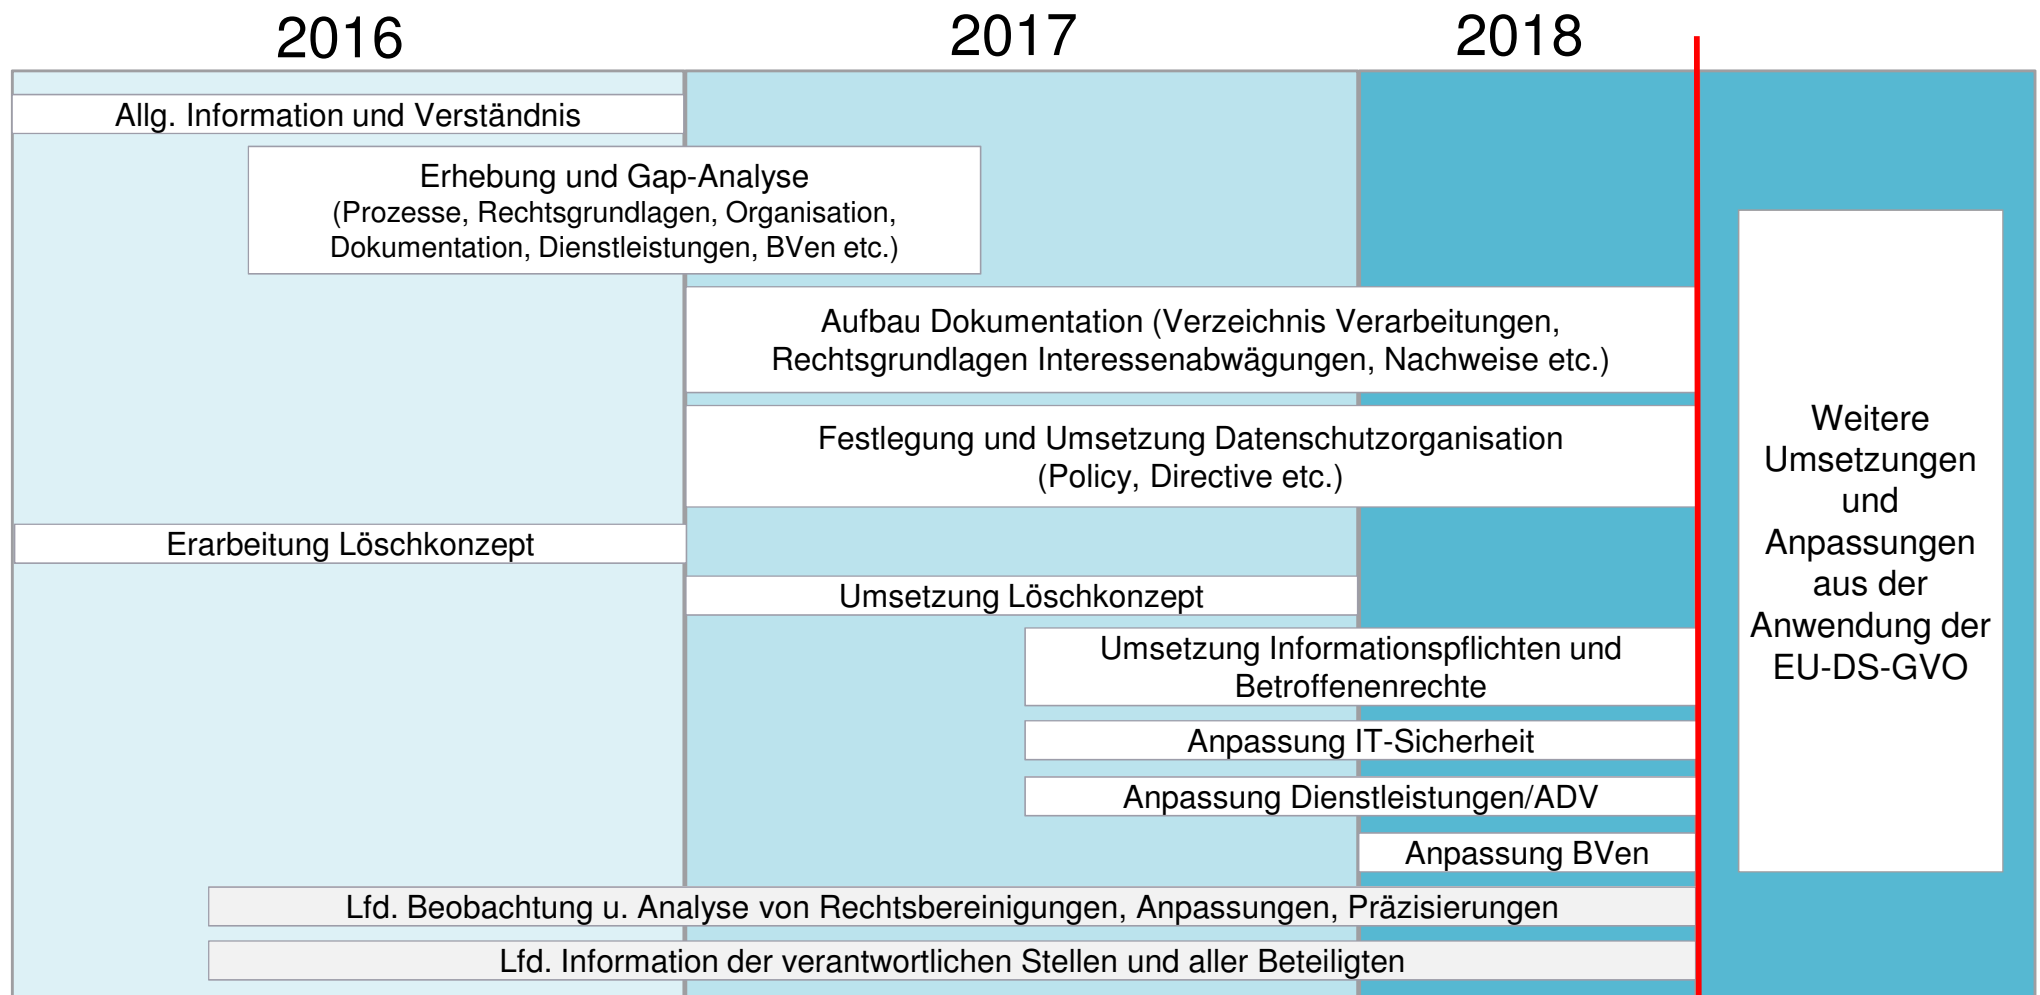 2016
2017
2018
Allg. Information und Verständnis
Erhebung und Gap-Analyse
(Prozesse, Rechtsgrundlagen, Organisation,
Dokumentation, Dienstleistungen, BVen etc.)
Aufbau Dokumentation (Verzeichnis Verarbeitungen,
Rechtsgrundlagen Interessenabwägungen, Nachweise etc.)
Festlegung und Umsetzung Datenschutzorganisation
(Policy, Directive etc.)
Erarbeitung Löschkonzept
Umsetzung Löschkonzept
Umsetzung Informationspflichten und
Betroffenenrechte
Anpassung IT-Sicherheit
Anpassung Dienstleistungen/ADV
Anpassung BVen
Lfd. Beobachtung u. Analyse von Rechtsbereinigungen, Anpassungen, Präzisierungen
Lfd. Information der verantwortlichen Stellen und aller Beteiligten
Weitere
Umsetzungen
und
Anpassungen
aus der
Anwendung der
EU-DS-GVO